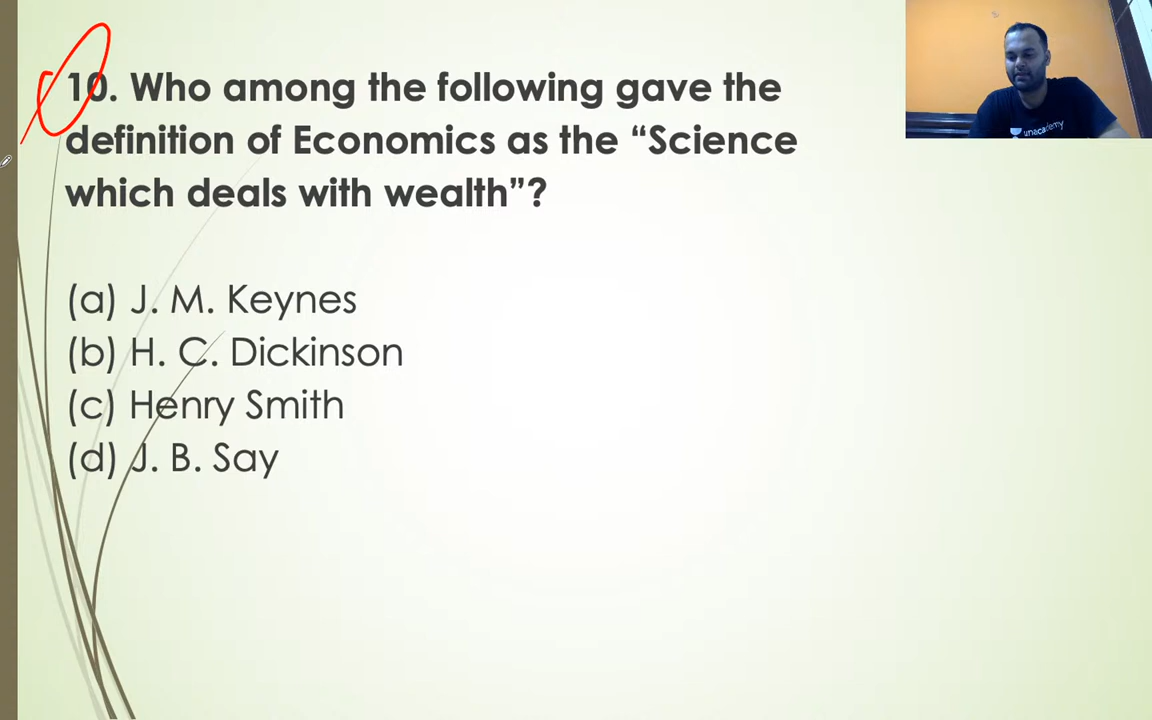 10. Who among the following gave the
definition of Economics as the “Science
which deals with wealth”?
(a) J. M. Keynes
(b) H. C. Dickinson
(c) Henry Smith
(d) J. B. Say
unacademy